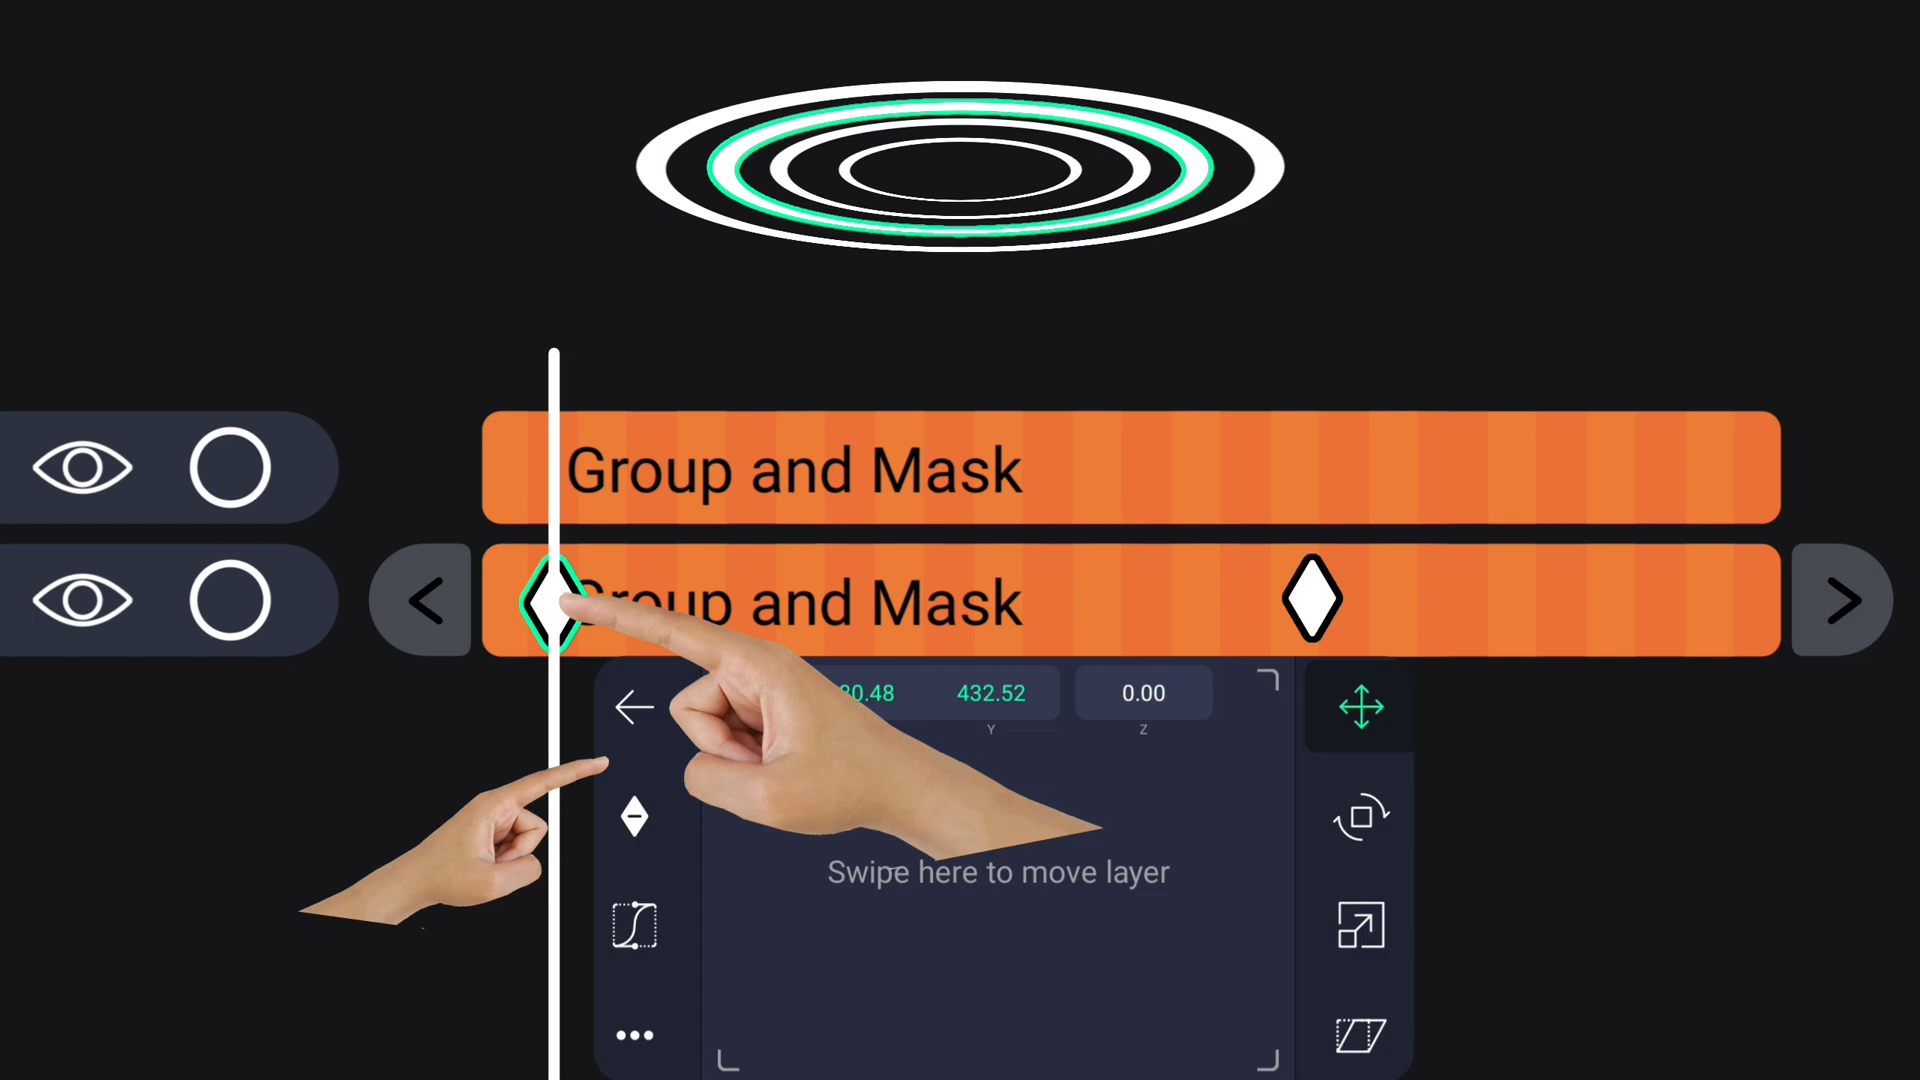 Group and Mask
Group and Mask
432.52
0.00
Y
Z
Swipe here to move layer